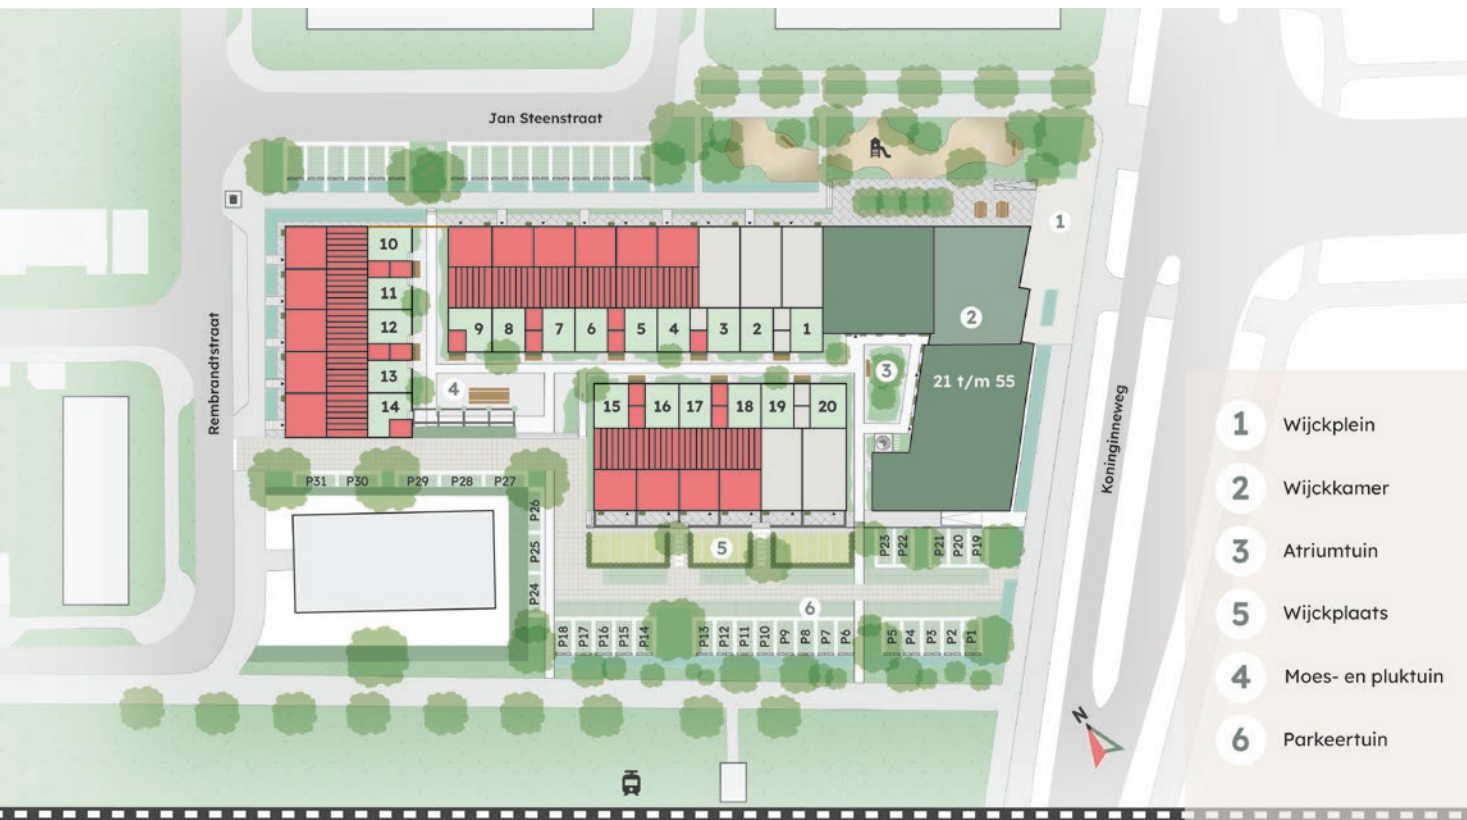 Jan Steenstraat
1
10
11
12
13
14
9 8 7 6 5 4 3 2 1
2
Rembrandtstraat
3
21 t/m 55
4
15 16 17 18 19 20
Koninginneweg
P31 P30 P29 P28 P27
P26
P25
P24
5
P23 P22 P21 P20 P19
6
P18 P17 P16 P15 P14 P13 P12 P11 P10 P9 P8 P7 P6 P5 P4 P3 P2 P1
N
1 Wijckplein
2 Wijckkamer
3 Atriumtuin
5 Wijckplaats
4 Moes- en pluktuin
6 Parkeertuin